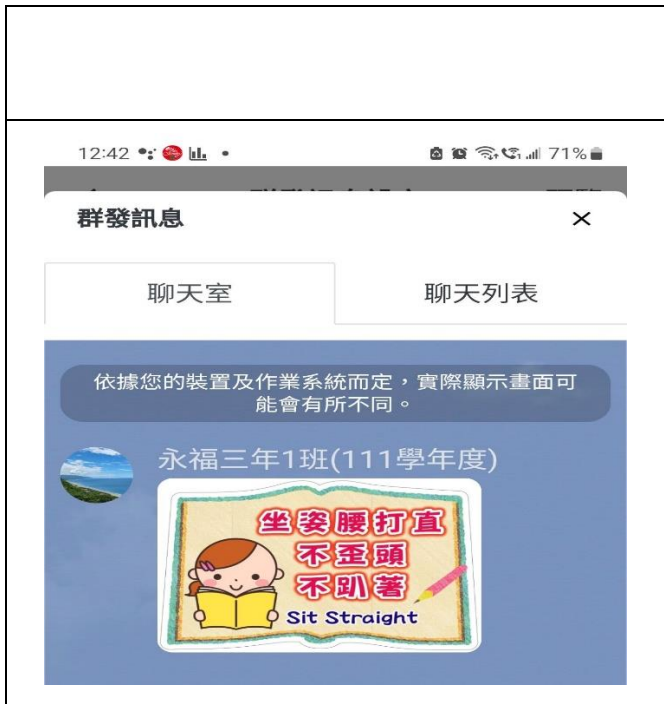 12:42
71%
群發訊息
×
聊天室
聊天列表
依據您的裝置及作業系統而定，實際顯示畫面可
能會有所不同。
永福三年1班(111學年度)
坐姿腰打直
不歪頭
不趴著
Sit Straight